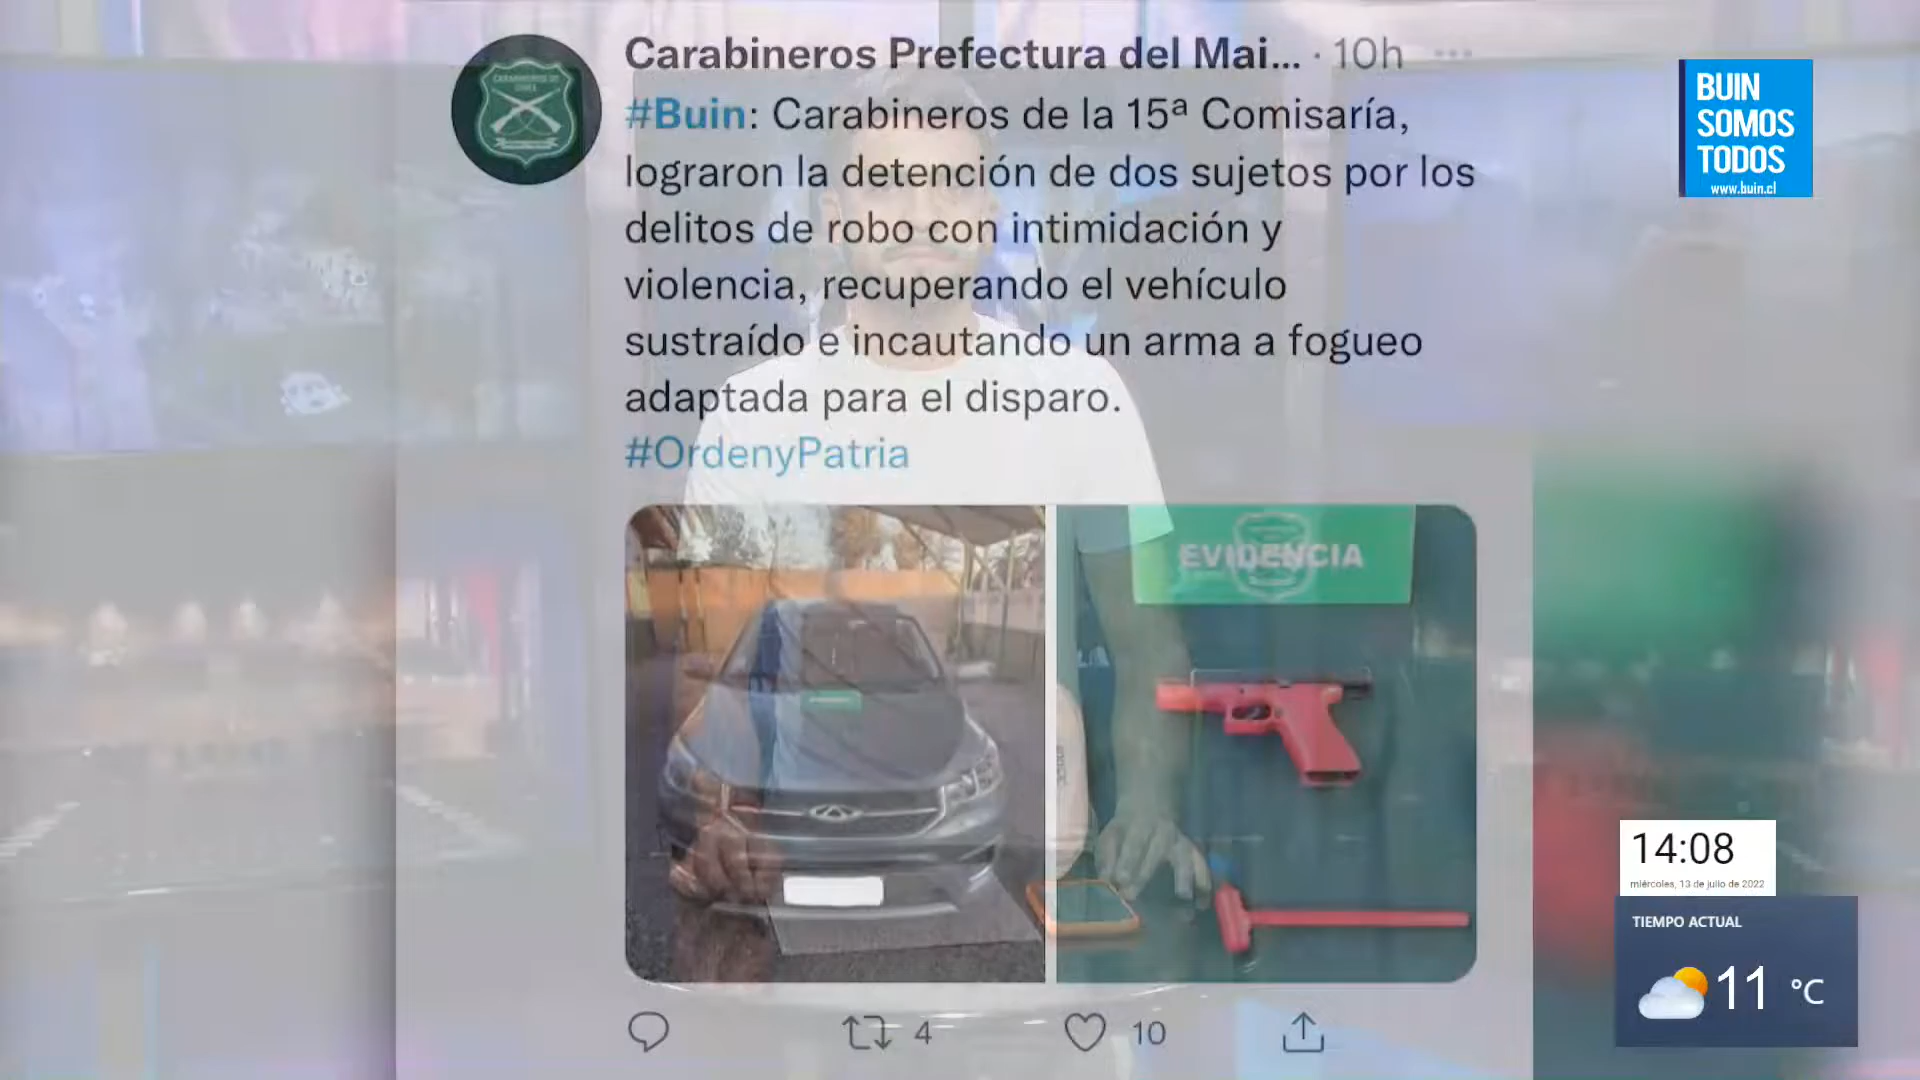 Carabineros Prefectura del Mai... · 10h ...
#Buin: Carabineros de la 15ª Comisaría,
lograron la detención de dos sujetos por los
delitos de robo con intimidación y
violencia, recuperando el vehículo
sustraído e incautando un arma a fogueo
adaptada para el disparo.
#OrdenyPatria
EVIDENCIA
4
10
BUIN
SOMOS
TODOS
www.buin.cl
14:08
miércoles, 13 de julio de 2022
TIEMPO ACTUAL
11 °C